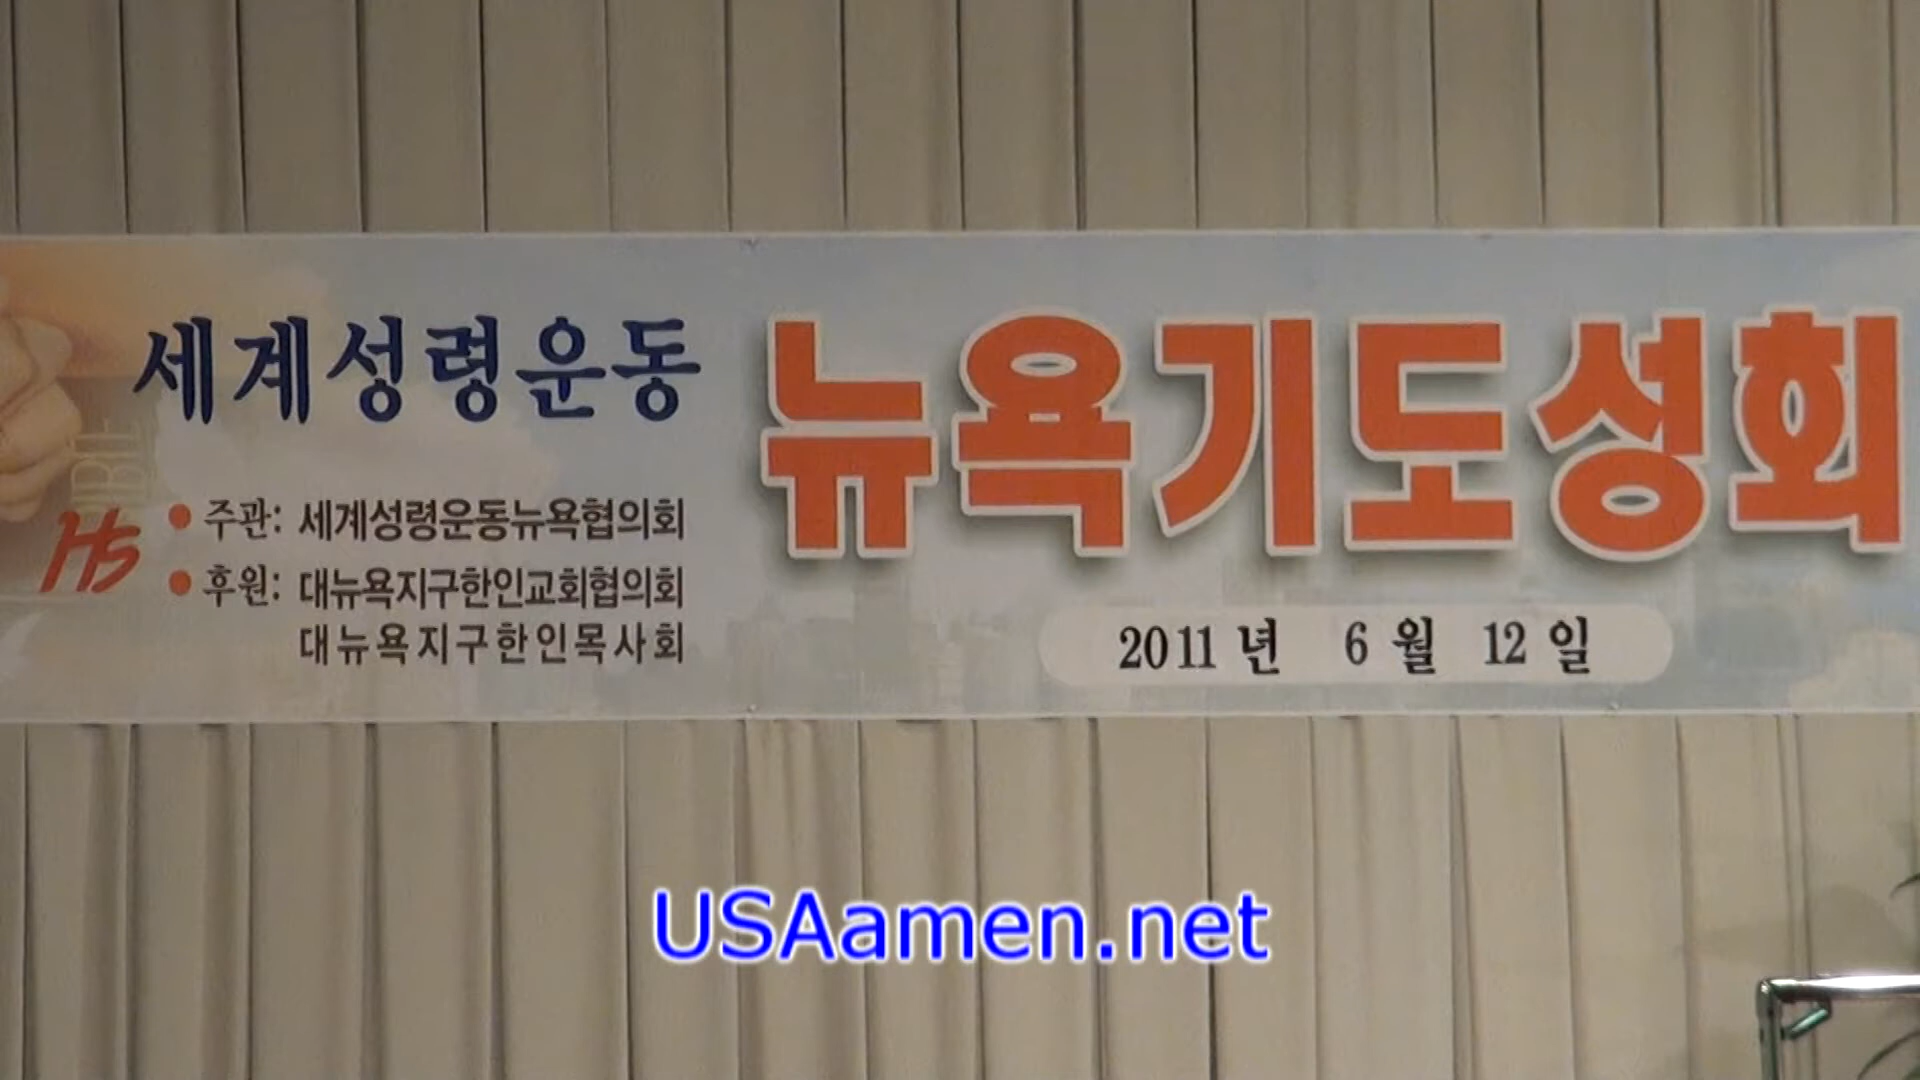 세계성령운동
뉴욕기도성회
HS
주관: 세계성령운동뉴욕협의회
후원: 대뉴욕지구한인교회협의회
대뉴욕지구한인목사회
2011 년 6 월 12 일
USAamen.net